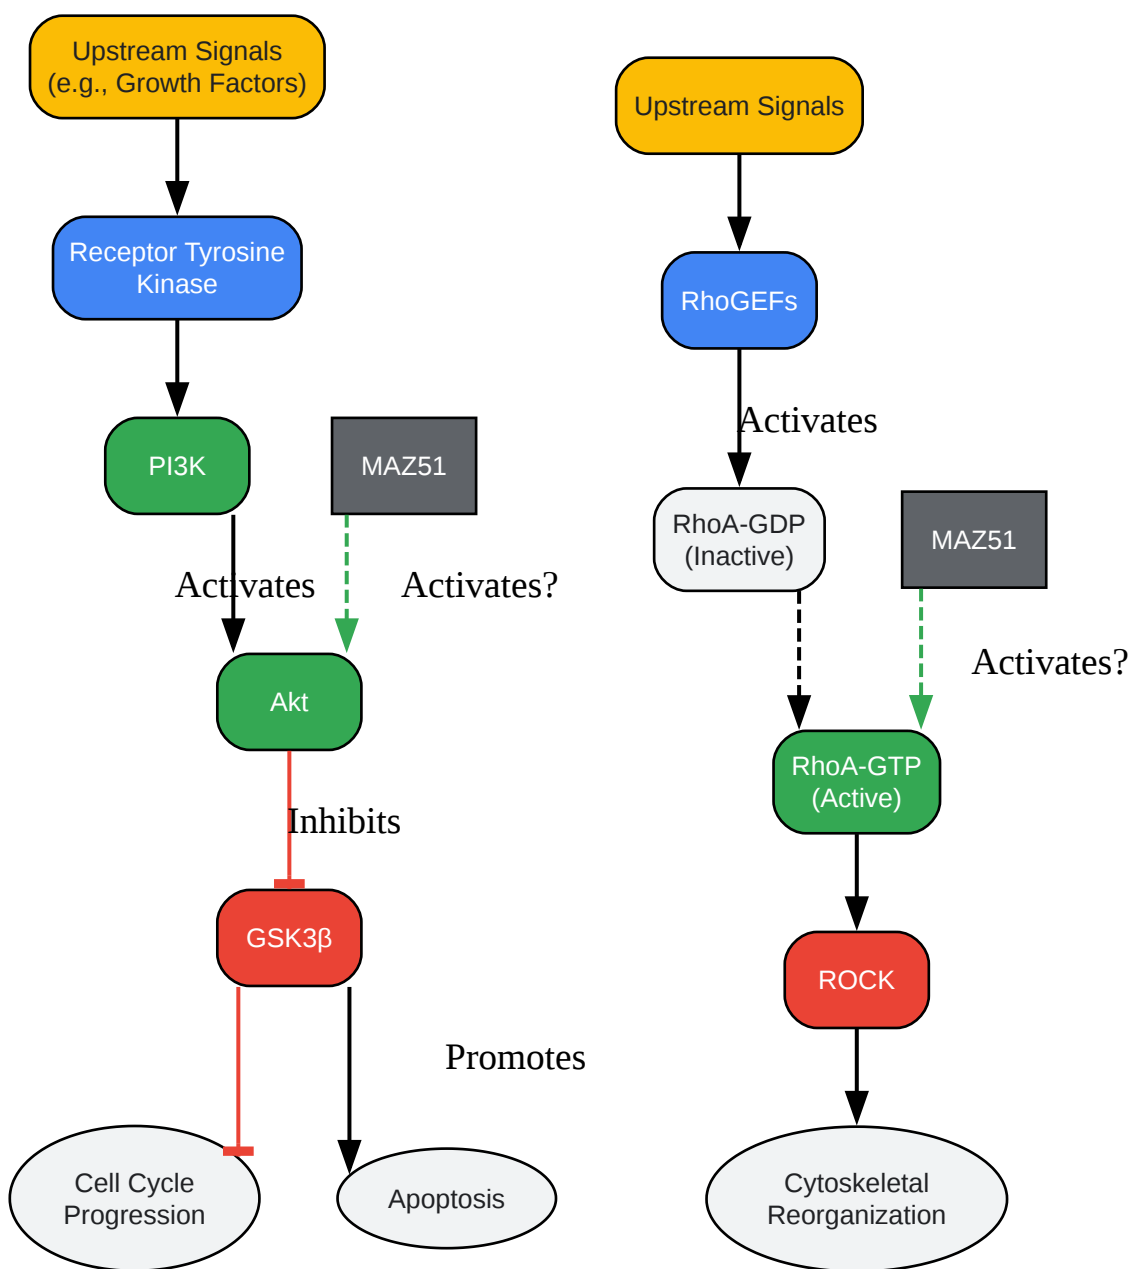 Upstream Signals
(e.g., Growth Factors)
Receptor Tyrosine
Kinase
PI3K
MAZ51
Activates
Activates?
Akt
Inhibits
GSK3β
Promotes
Cell Cycle
Progression
Apoptosis
Upstream Signals
RhoGEFs
Activates
RhoA-GDP
(Inactive)
MAZ51
Activates?
RhoA-GTP
(Active)
ROCK
Cytoskeletal
Reorganization